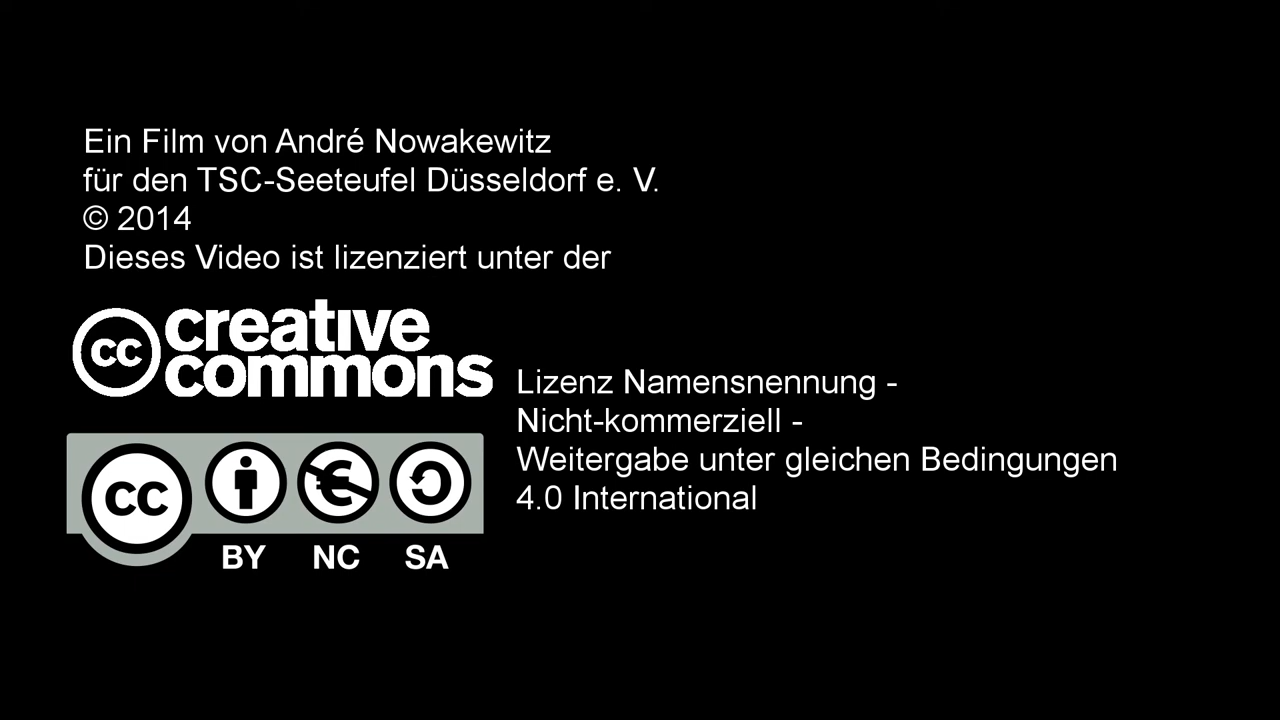 Ein Film von André Nowakewitz
für den TSC-Seeteufel Düsseldorf e. V.
© 2014
Dieses Video ist lizenziert unter der
cc creative
commons
Lizenz Namensnennung -
Nicht-kommerziell -
Weitergabe unter gleichen Bedingungen
4.0 International
cc
BY NC SA